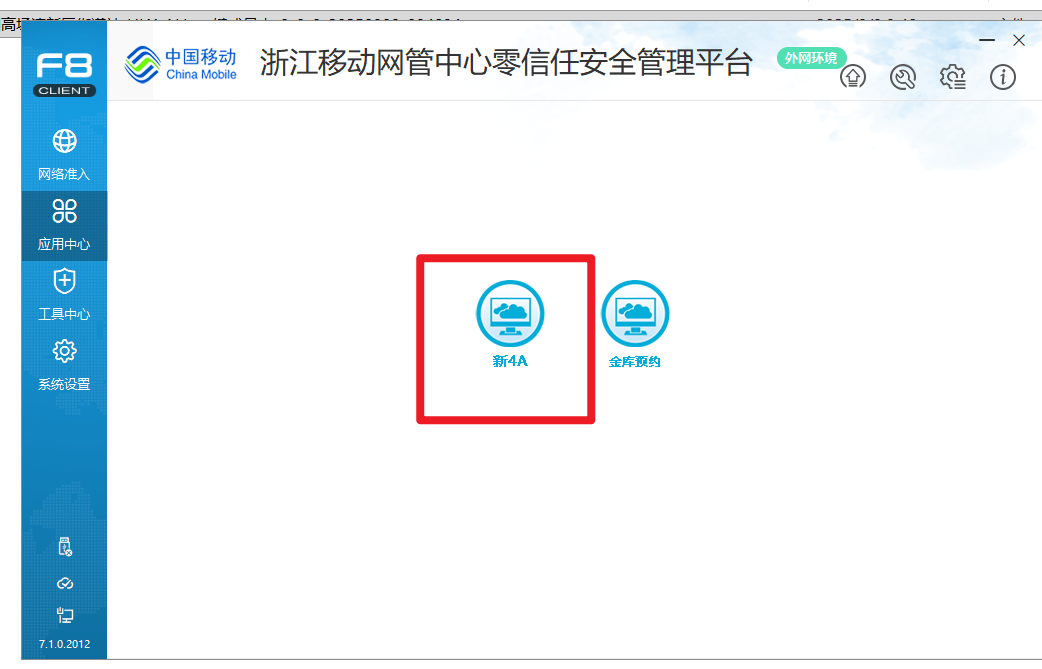 F8
CLIENT
中国移动
China Mobile
浙江移动网管中心零信任安全管理平台
外网环境
网络准入
应用中心
工具中心
系统设置
新4A
金库预约
7.1.0.2012